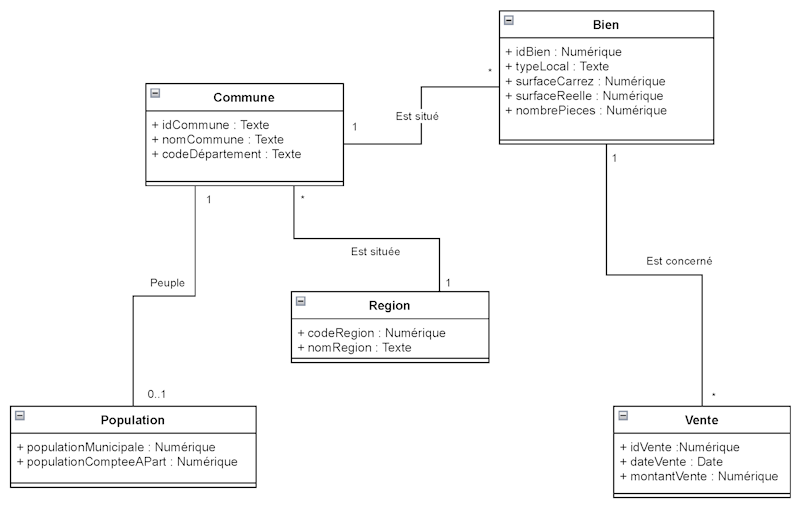 Bien
+ idBien : Numérique
+ typeLocal : Texte
+ surfaceCarrez : Numérique
+ surfaceReelle : Numérique
+ nombrePieces : Numérique
*
Commune
+ idCommune : Texte
+ nomCommune : Texte
+ codeDépartement : Texte
1
Est situé
1
1
*
Est située
1
Peuple
Est concerné
Region
+ codeRegion : Numérique
+ nomRegion : Texte
0..1
*
Population
+ populationMunicipale : Numérique
+ populationCompteeAPart : Numérique
Vente
+ idVente :Numérique
+ dateVente : Date
+ montantVente : Numérique